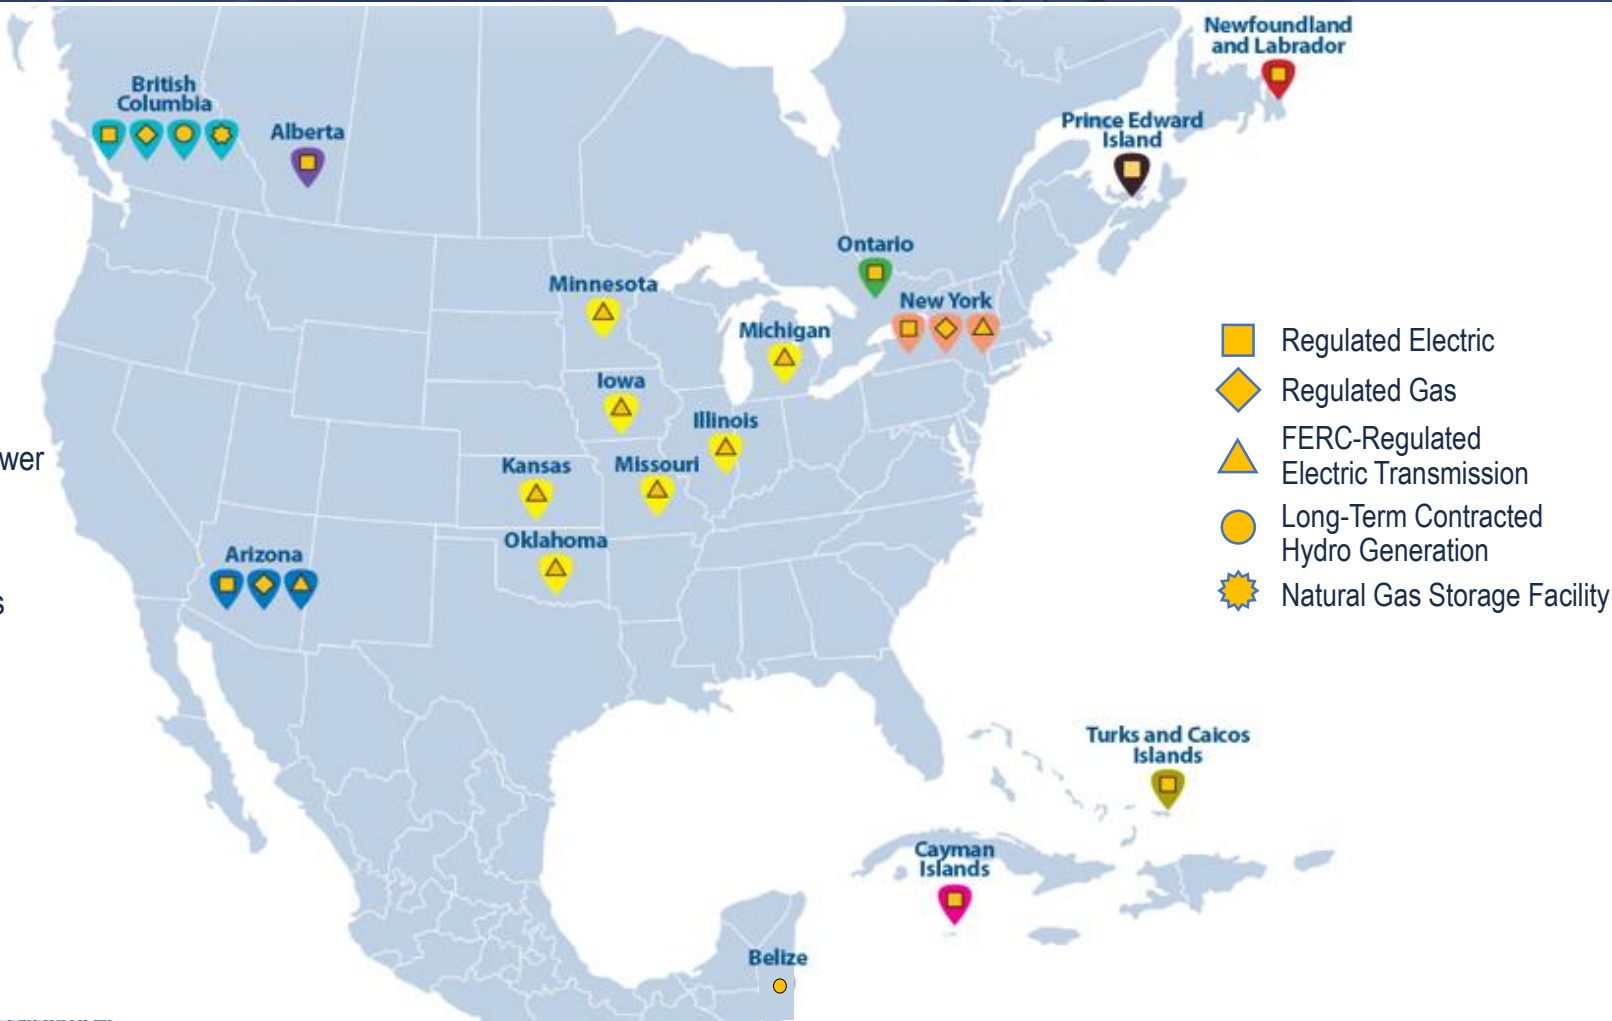 Newfoundland
and Labrador
British
Columbia
Alberta
Prince Edward
Island
Ontario
Minnesota
New York
Michigan
Iowa
Illinois
Kansas
Missouri
Oklahoma
Arizona
Turks and Caicos
Islands
Cayman
Islands
Belize
Regulated Electric
Regulated Gas
FERC-Regulated
Electric Transmission
Long-Term Contracted
Hydro Generation
Natural Gas Storage Facility